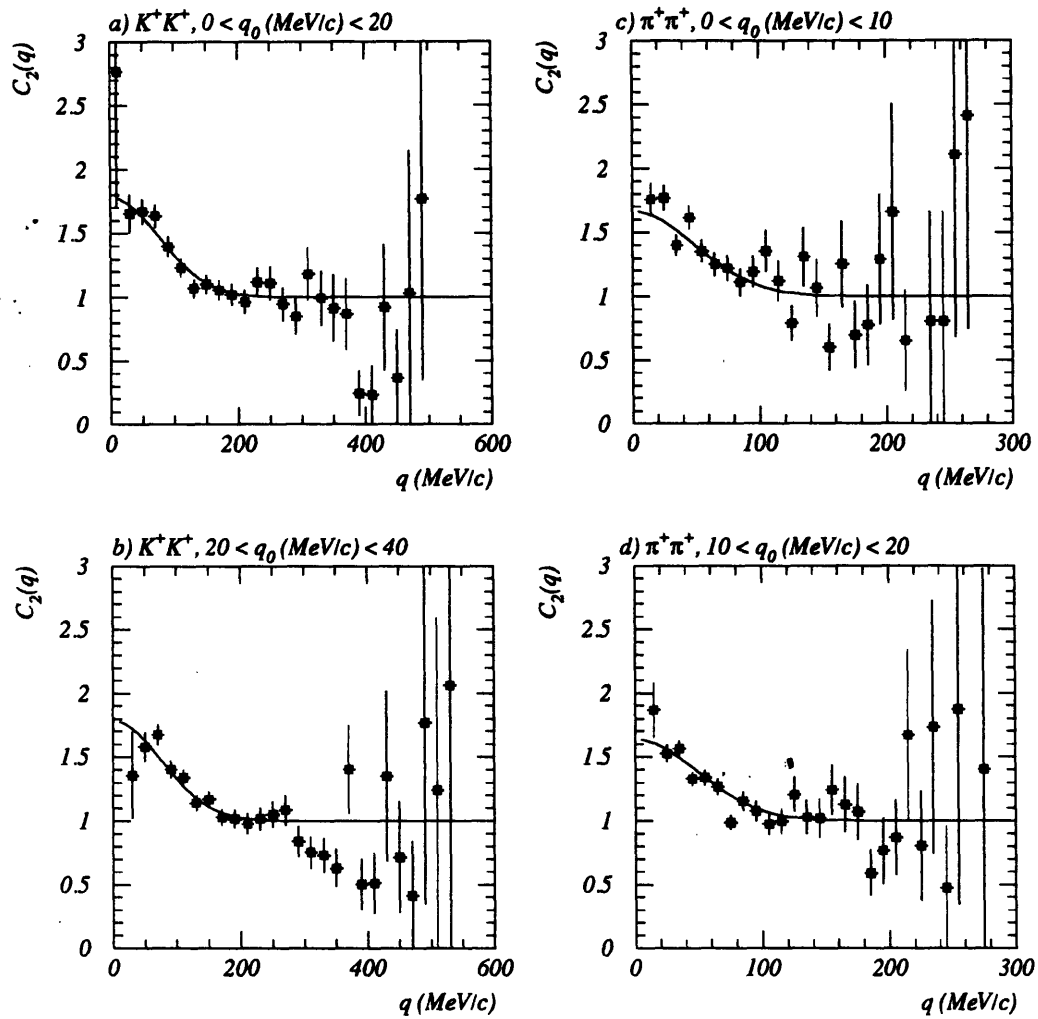 a) K⁺K⁺, 0 < q₀ (MeV/c) < 20
C₂(q)
3
2.5
2
1.5
1
0.5
0
0 200 400 600
q (MeV/c)
c) π⁺π⁺, 0 < q₀ (MeV/c) < 10
C₂(q)
3
2.5
2
1.5
1
0.5
0
0 100 200 300
q (MeV/c)
b) K⁺K⁺, 20 < q₀ (MeV/c) < 40
C₂(q)
3
2.5
2
1.5
1
0.5
0
0 200 400 600
q (MeV/c)
d) π⁺π⁺, 10 < q₀ (MeV/c) < 20
C₂(q)
3
2.5
2
1.5
1
0.5
0
0 100 200 300
q (MeV/c)